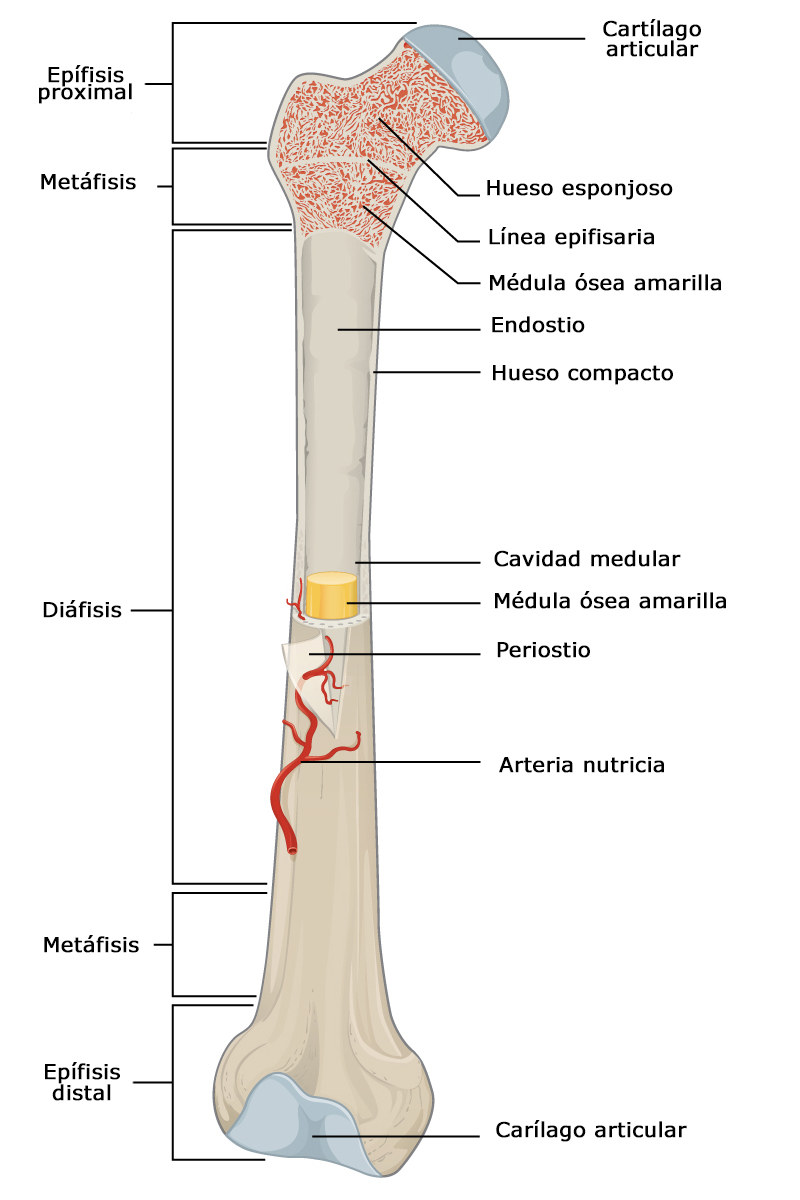 Cartílago
articular
Epífisis
próximal
Metáfisis
Hueso esponjoso
Línea epifisaria
Médula ósea amarilla
Endostio
Hueso compacto
Cavidad medular
Médula ósea amarilla
Diáfisis
Periostio
Arteria nutricia
Metáfisis
Epífisis
distal
Carílago articular